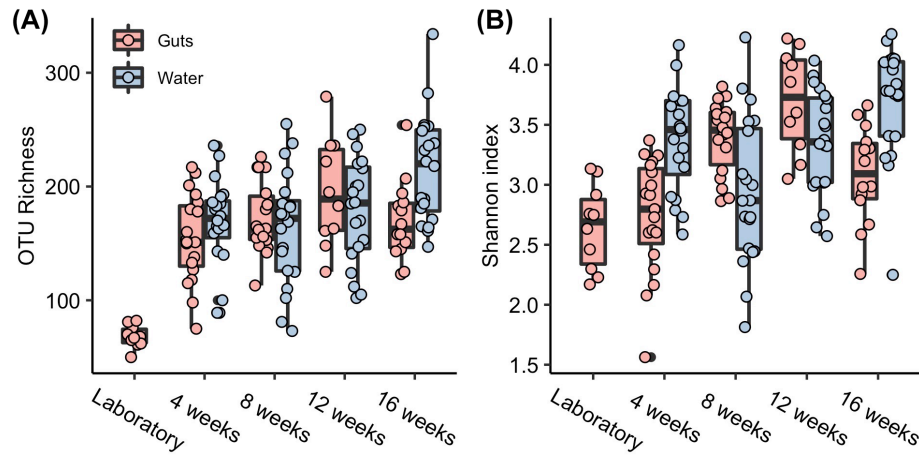 (A)
Guts
Water
OTU Richness
300
200
100
Laboratory
4 weeks
8 weeks
12 weeks
16 weeks
(B)
Shannon index
4.0
3.5
3.0
2.5
2.0
1.5
Laboratory
4 weeks
8 weeks
12 weeks
16 weeks